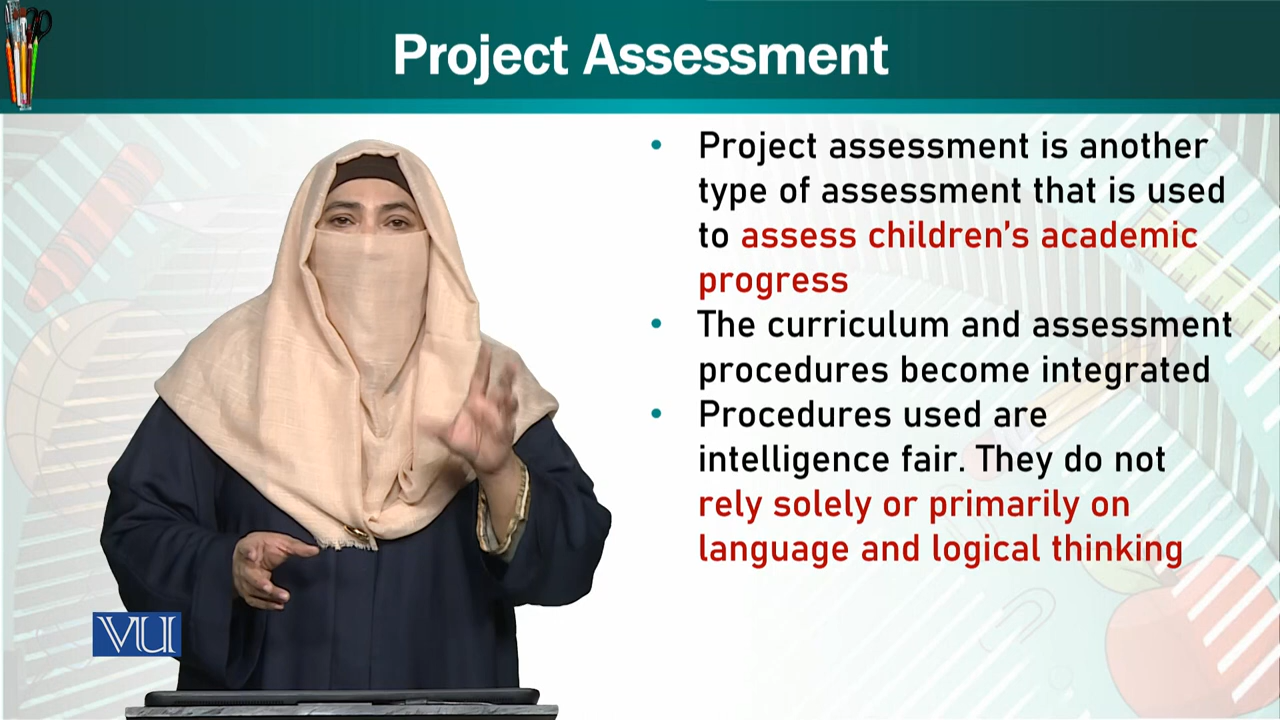 Project Assessment
• Project assessment is another
type of assessment that is used
to assess children's academic
progress
• The curriculum and assessment
procedures become integrated
• Procedures used are
intelligence fair. They do not
rely solely or primarily on
language and logical thinking
VU